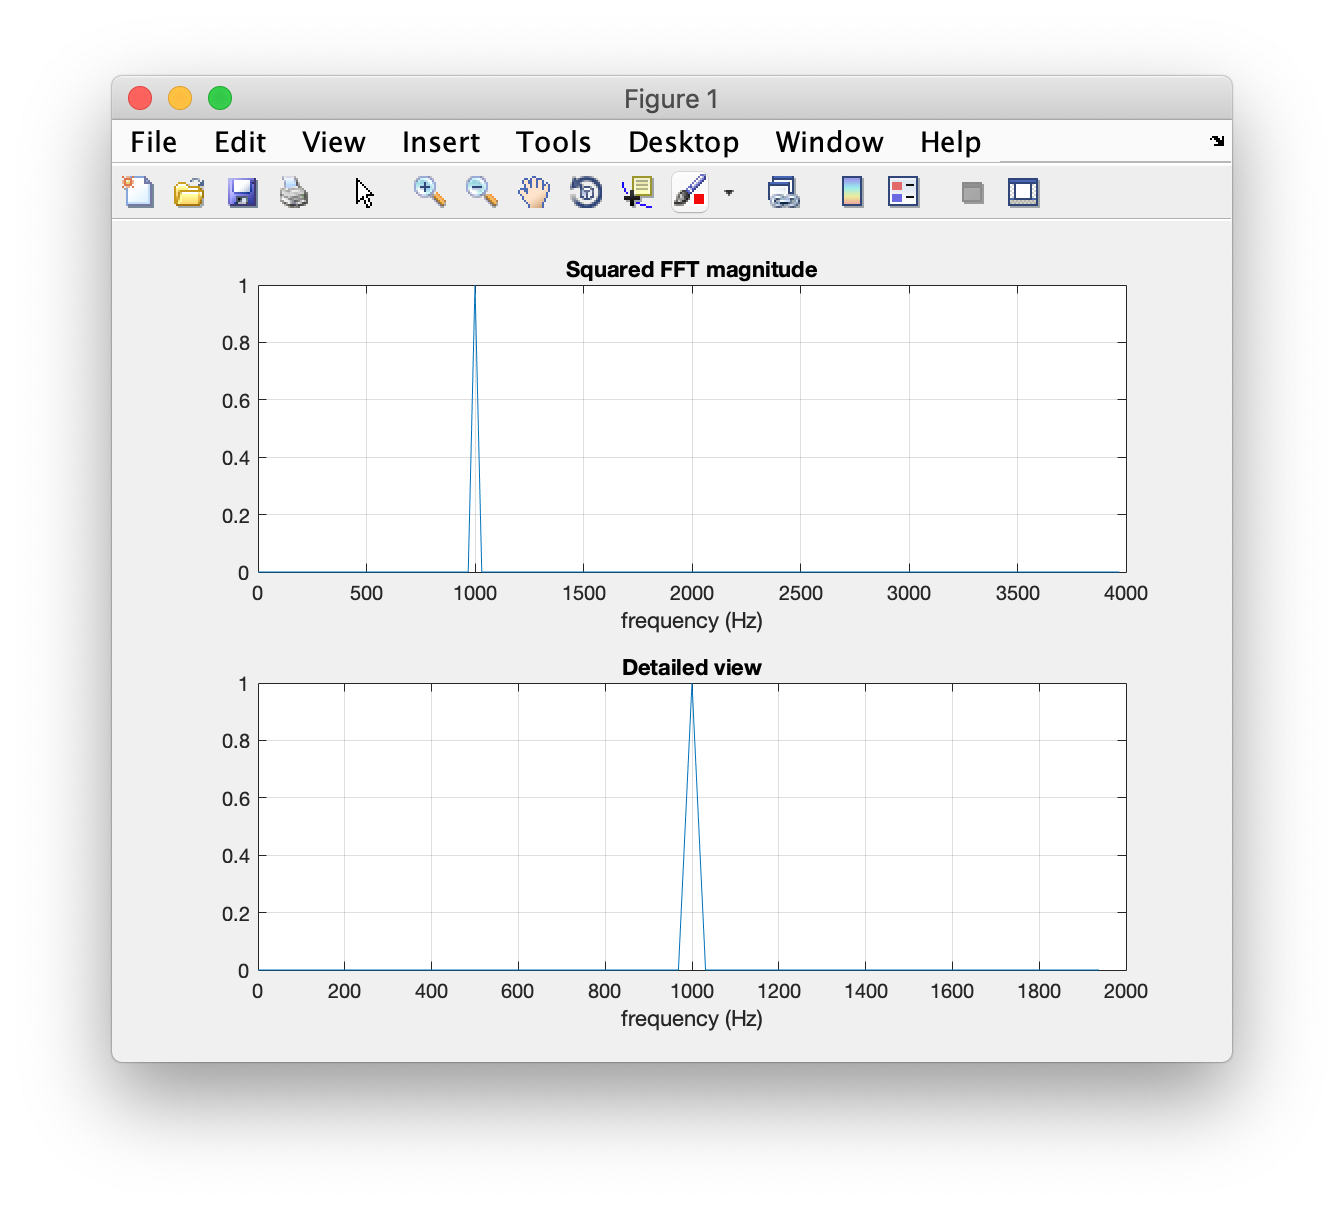 Figure 1
File Edit View Insert Tools Desktop Window Help
Squared FFT magnitude
1
0.8
0.6
0.4
0.2
0
0 500 1000 1500 2000 2500 3000 3500 4000
frequency (Hz)
Detailed view
1
0.8
0.6
0.4
0.2
0
0 200 400 600 800 1000 1200 1400 1600 1800 2000
frequency (Hz)